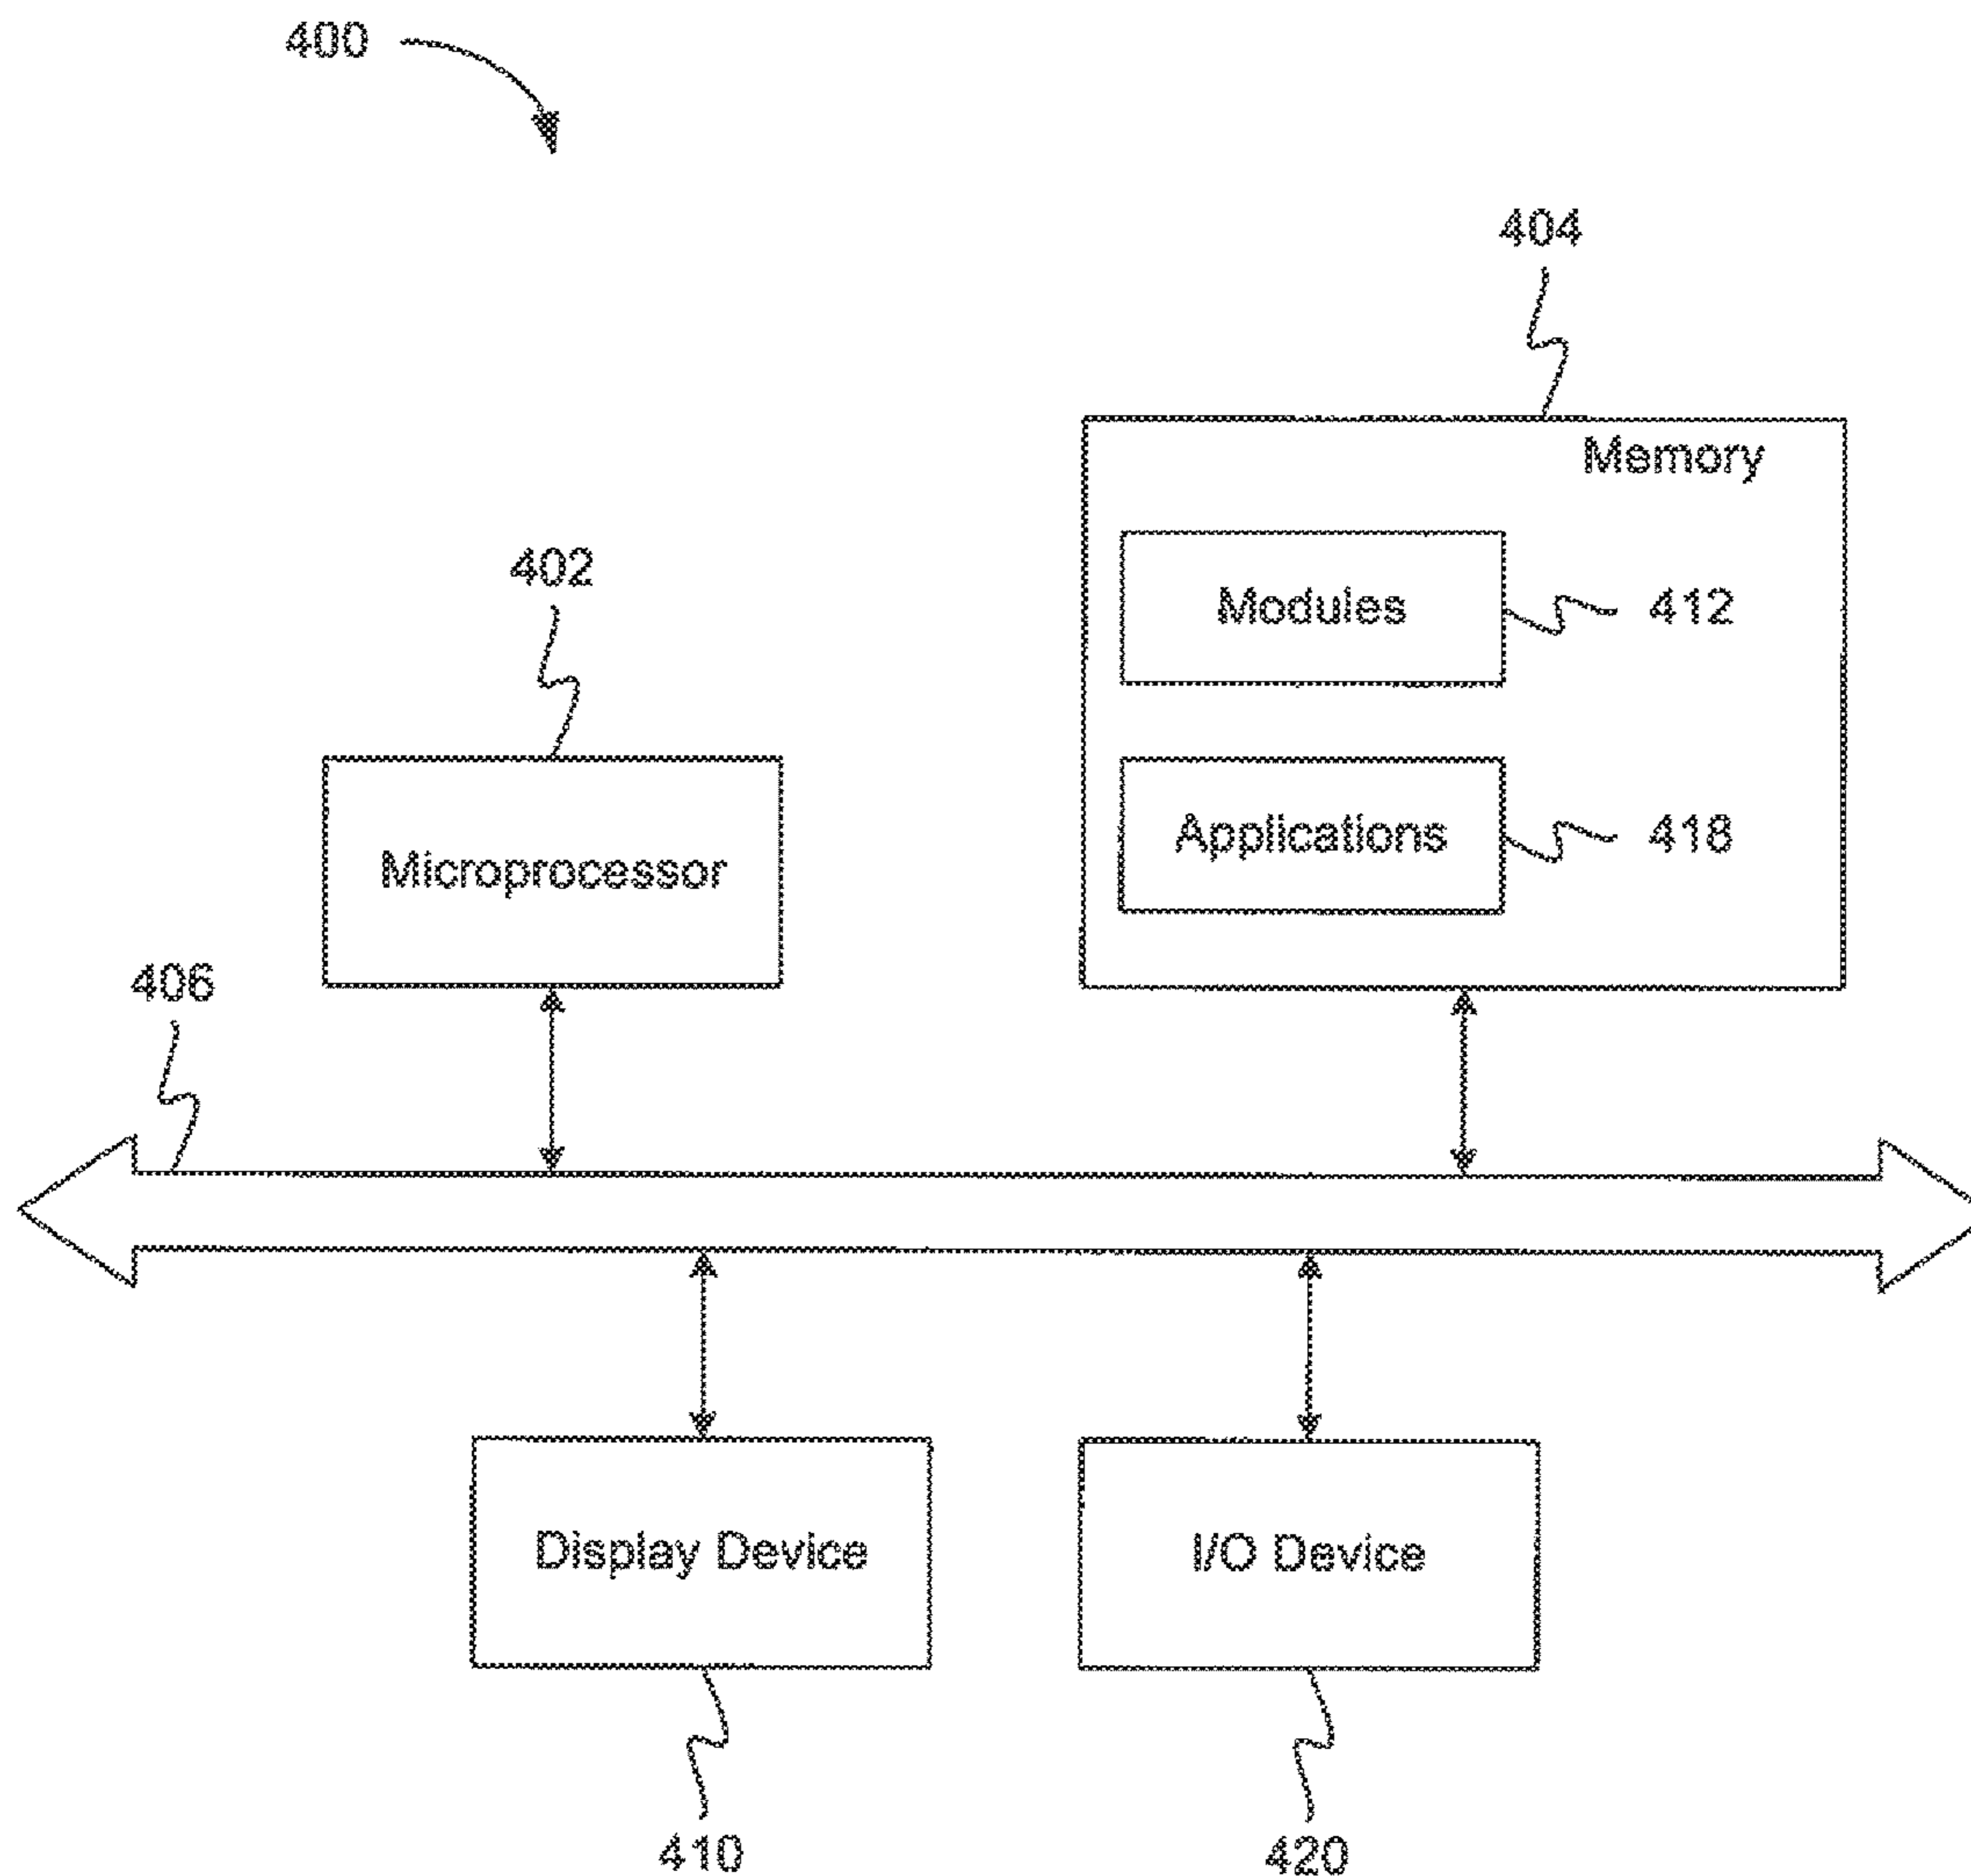 400
404
Memory
402
Modules
412
Applications
418
Microprocessor
406
Display Device
I/O Device
410
420